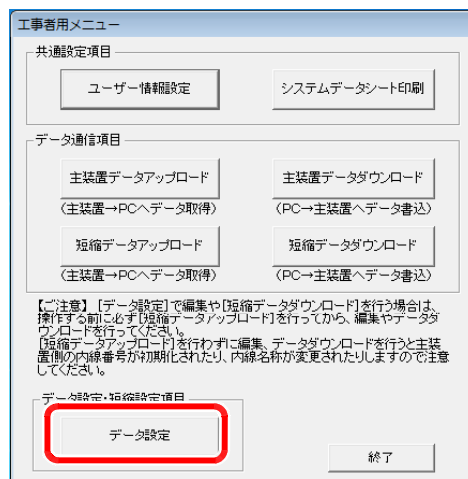 工事者用メニュー
共通設定項目
ユーザー情報設定
システムデータシート印刷
データ通信項目
主装置データアップロード
主装置データダウンロード
(主装置→PCへデータ取得)
(PC→主装置へデータ書込)
短縮データアップロード
短縮データダウンロード
(主装置→PCへデータ取得)
(PC→主装置へデータ書込)
【ご注意】 [データ設定]で編集や[短縮データダウンロード]を行う場合は、
操作する前に必ず[短縮データアップロード]を行ってから、編集やデータダ
ウンロードを行ってください。
[短縮データアップロード]を行わずに編集、データダウンロードを行うと主装
置側の内線番号が初期化されたり、内線名称が変更されたりしますので注意
してください。
データ設定・短縮設定項目
データ設定
終了